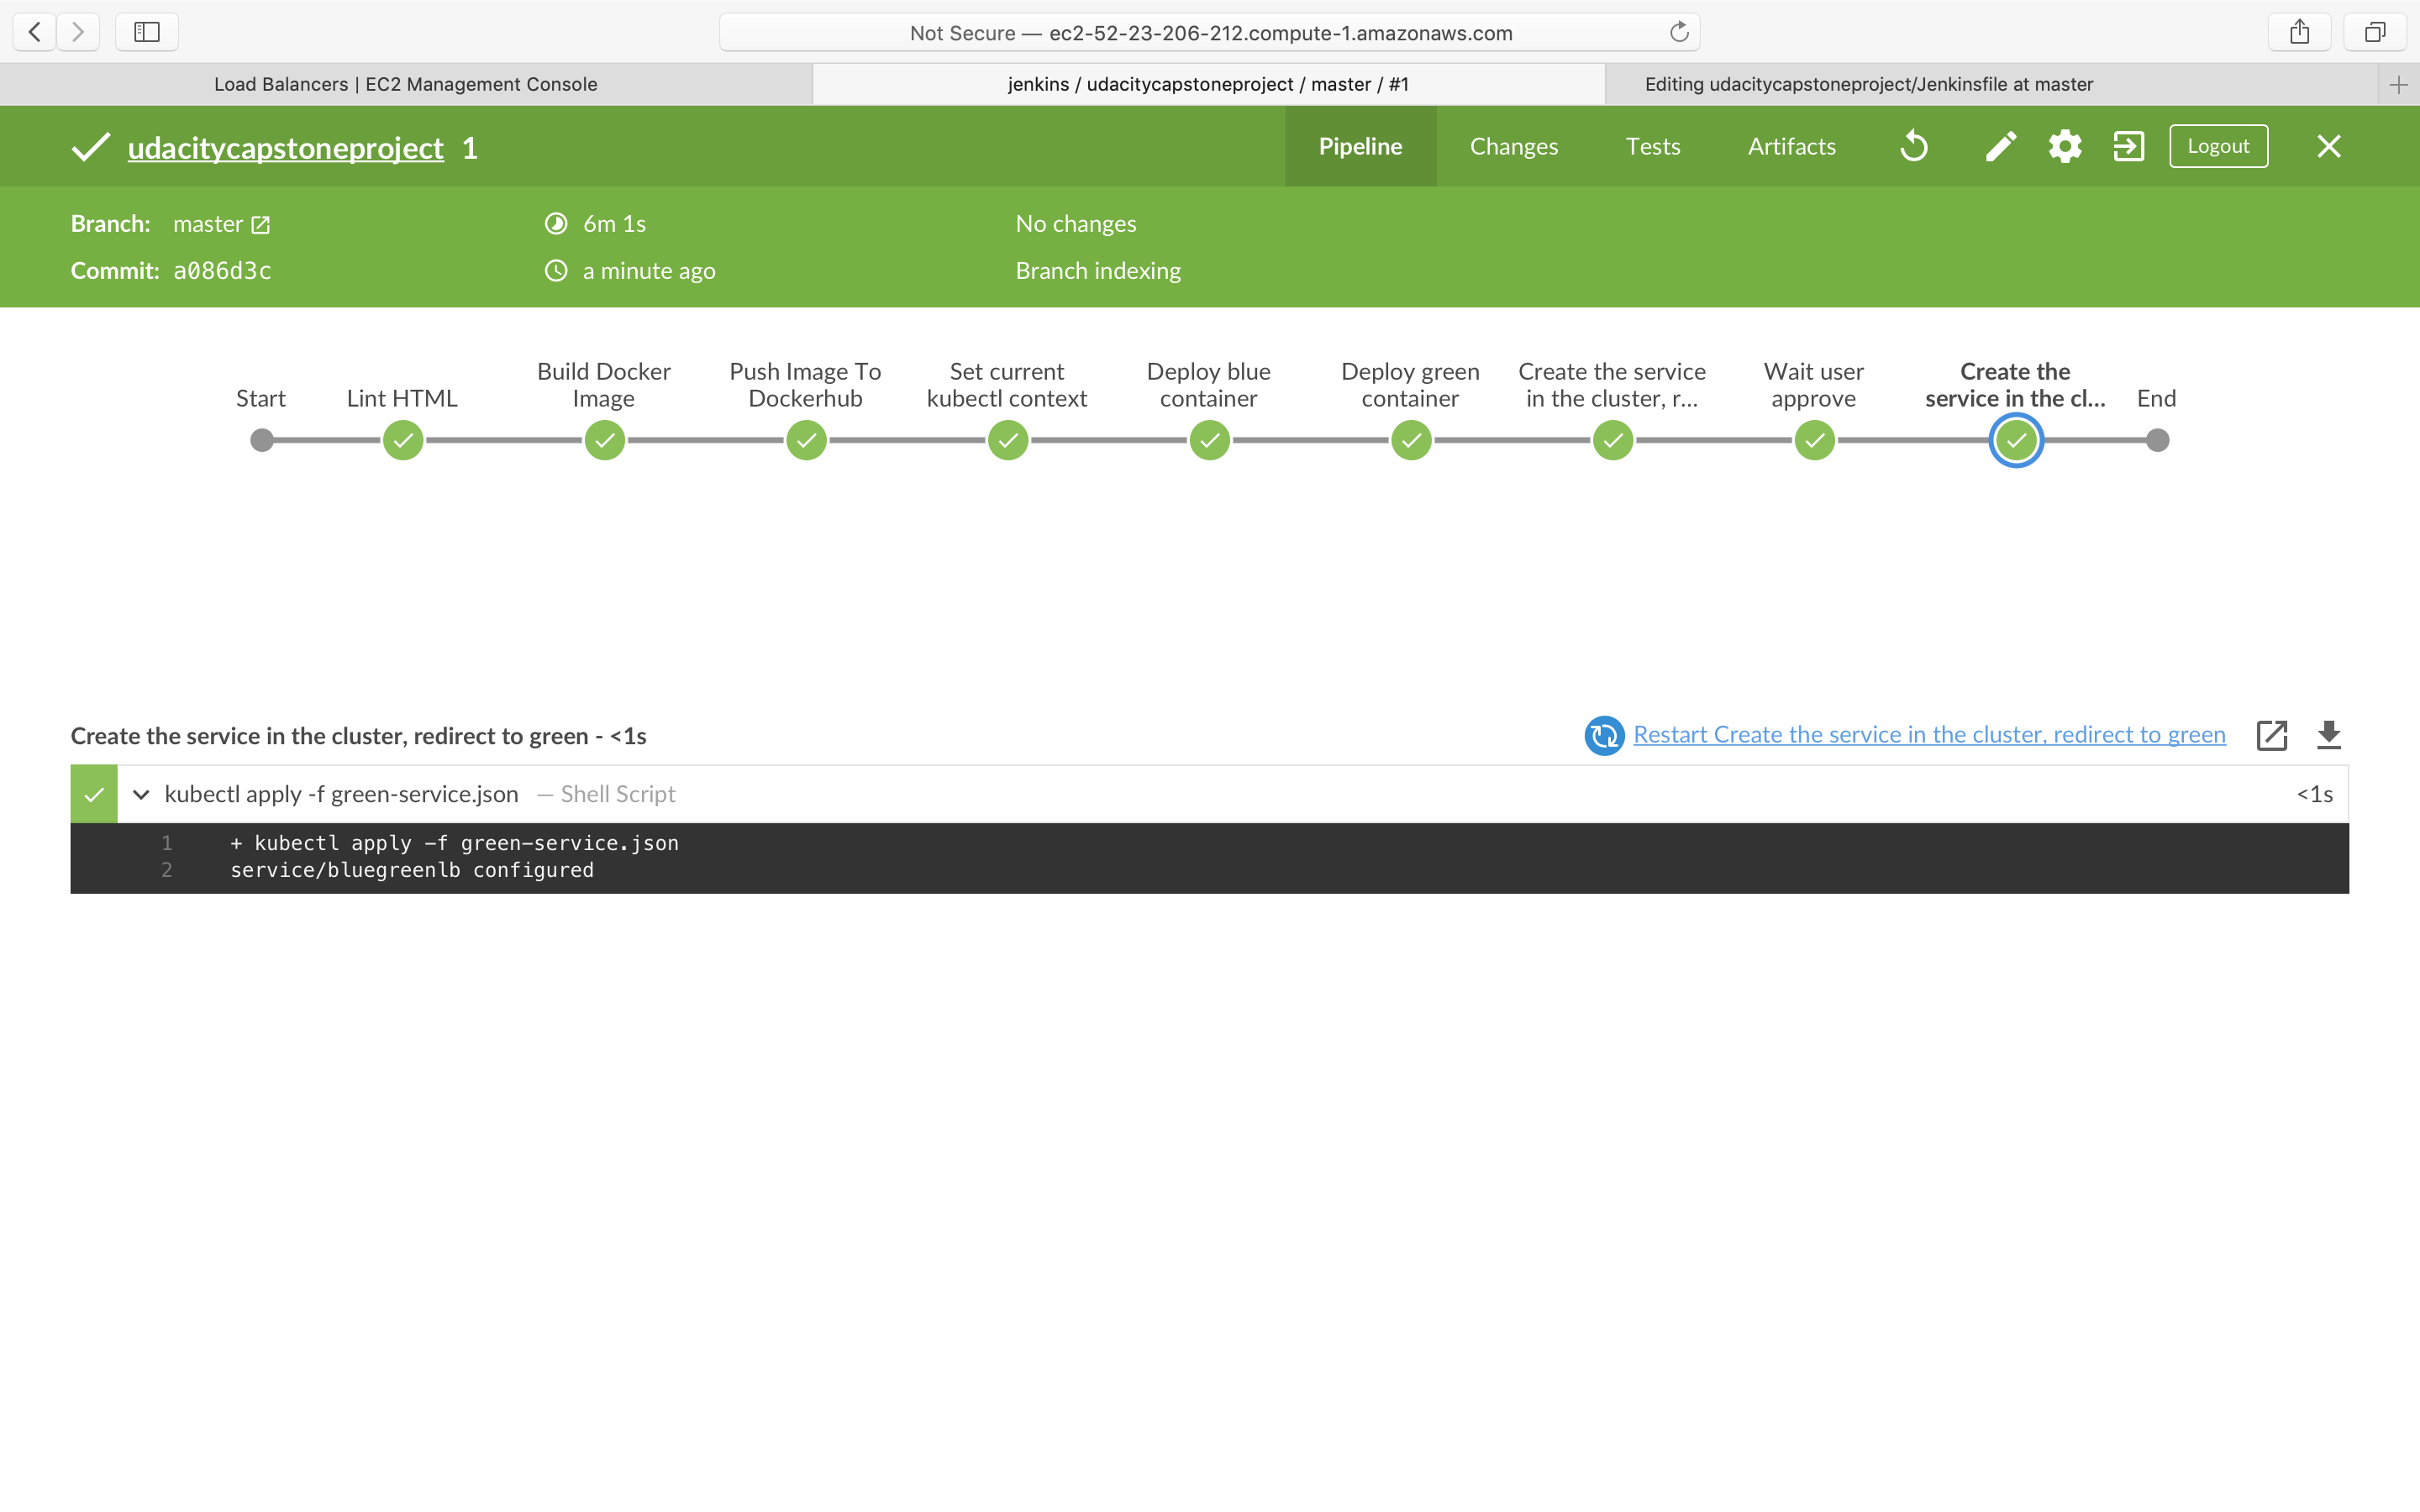 Not Secure — ec2-52-23-206-212.compute-1.amazonaws.com
Load Balancers | EC2 Management Console
jenkins / udacitycapstoneproject / master / #1
Editing udacitycapstoneproject/Jenkinsfile at master
udacitycapstoneproject 1
Pipeline
Changes
Tests
Artifacts
Logout
Branch: master
6m 1s
No changes
Commit: a086d3c
a minute ago
Branch indexing
Start
Lint HTML
Build Docker
Image
Push Image To
Dockerhub
Set current
kubectl context
Deploy blue
container
Deploy green
container
Create the service
in the cluster, r...
Wait user
approve
Create the
service in the cl...
End
Create the service in the cluster, redirect to green - <1s
Restart Create the service in the cluster, redirect to green
kubectl apply -f green-service.json — Shell Script
<1s
1 + kubectl apply -f green-service.json
2 service/bluegreenlb configured